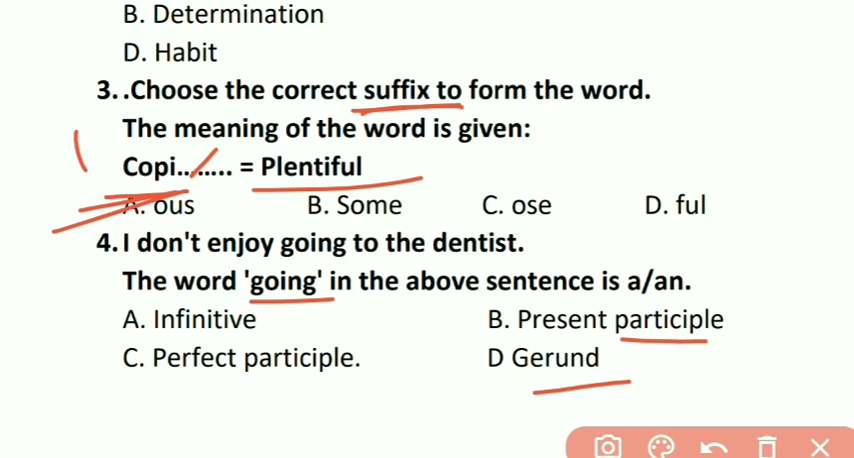 B. Determination
D. Habit
3. .Choose the correct suffix to form the word.
The meaning of the word is given:
Copi........ = Plentiful
A. ous B. Some C. ose D. ful
4. I don't enjoy going to the dentist.
The word 'going' in the above sentence is a/an.
A. Infinitive B. Present participle
C. Perfect participle. D Gerund